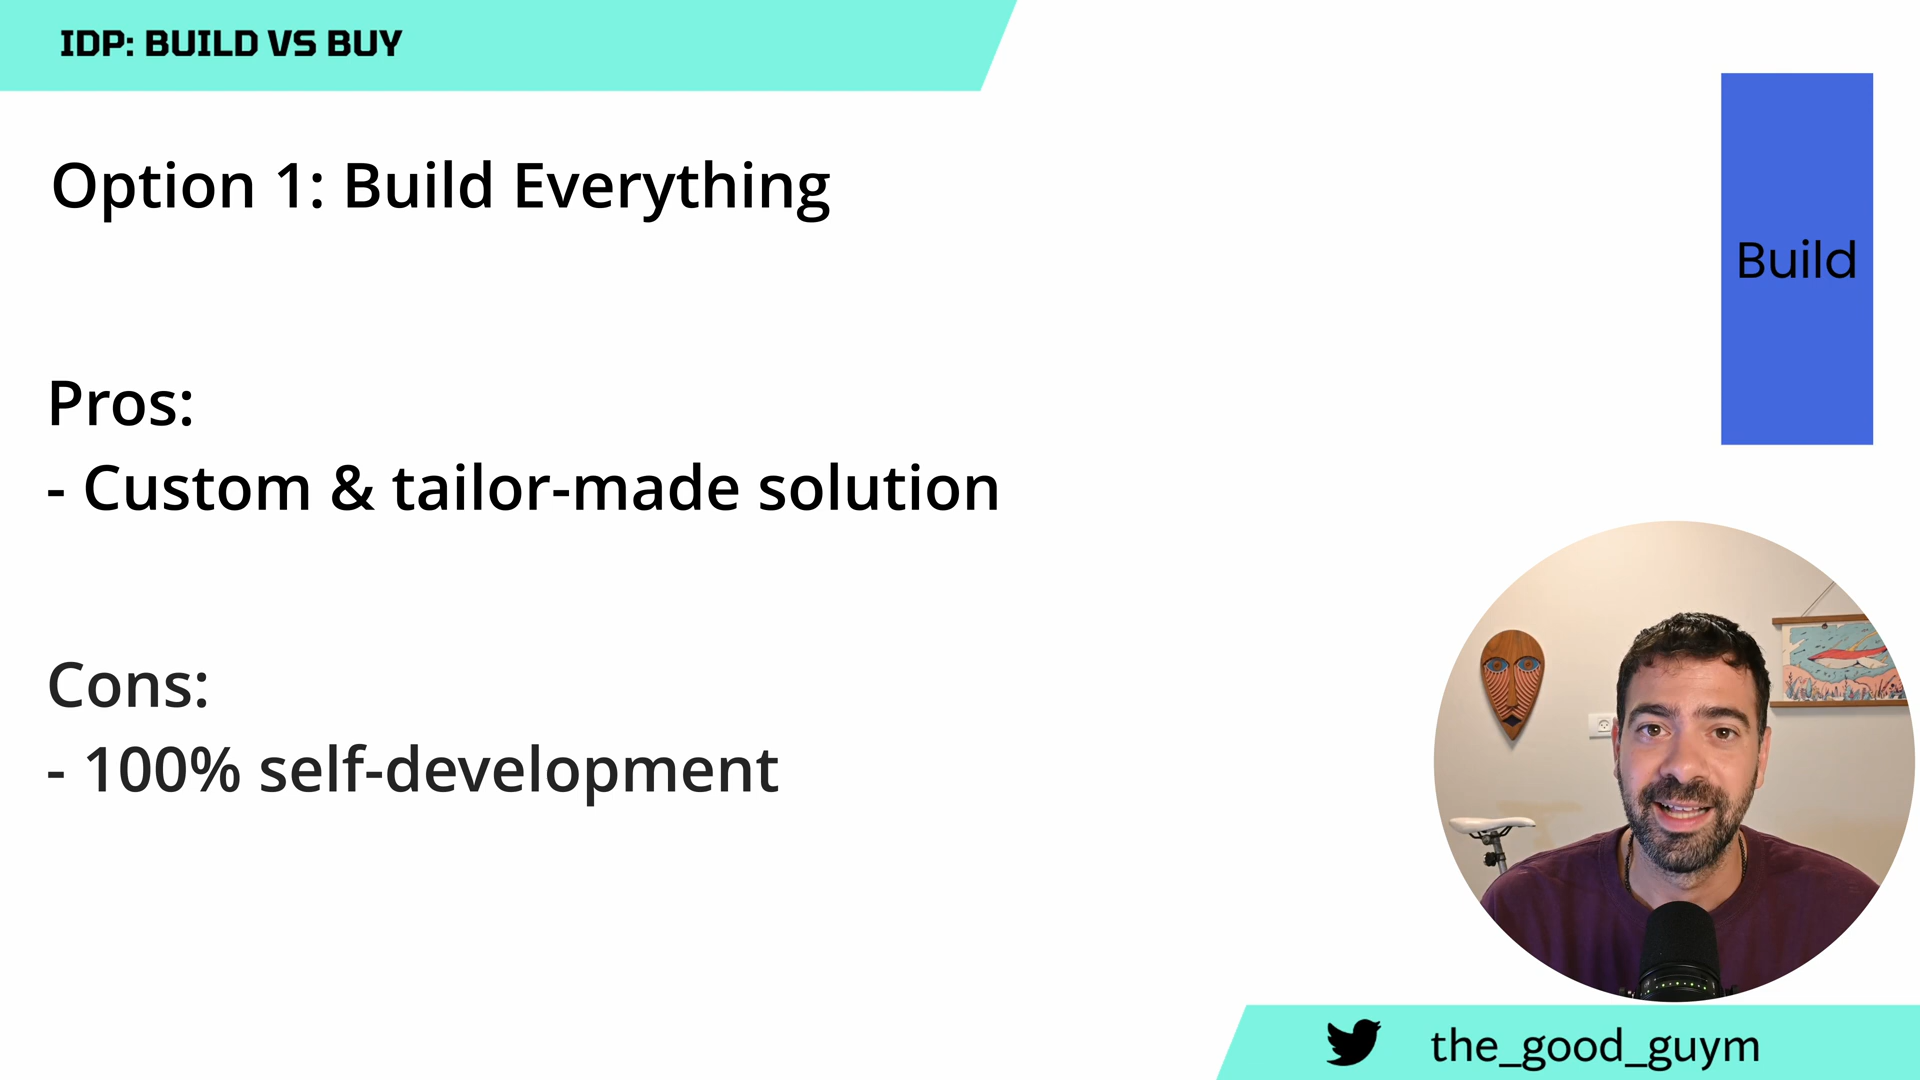 IDP: BUILD VS BUY
Option 1: Build Everything
Build
Pros:
- Custom & tailor-made solution
Cons:
- 100% self-development
the_good_guym